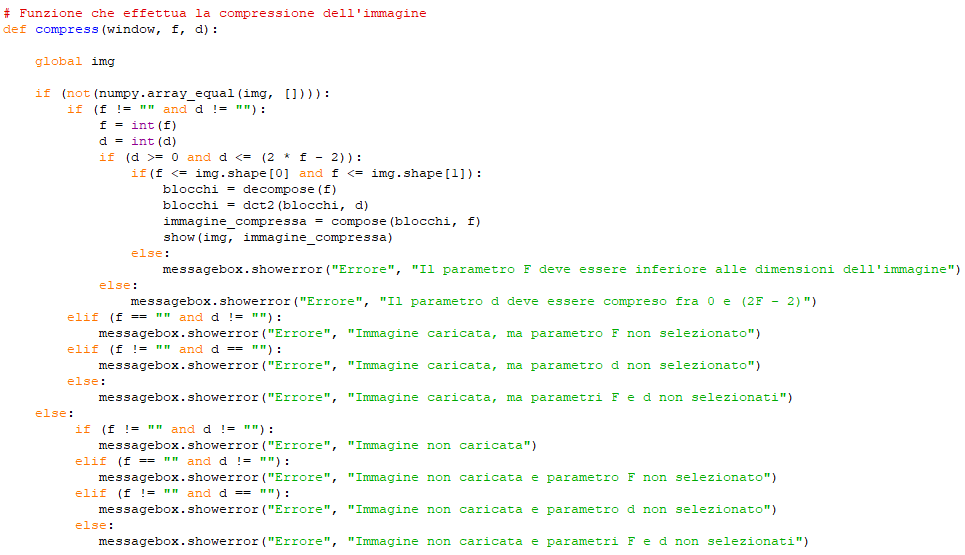 # Funzione che effettua la compressione dell'immagine
def compress(window, f, d):

    global img

    if (not(numpy.array_equal(img, []))):
        if (f != "" and d != ""):
            f = int(f)
            d = int(d)
            if (d >= 0 and d <= (2 * f - 2)):
                if(f <= img.shape[0] and f <= img.shape[1]):
                    blocchi = decompose(f)
                    blocchi = dct2(blocchi, d)
                    immagine_compressa = compose(blocchi, f)
                    show(img, immagine_compressa)
                else:
                    messagebox.showerror("Errore", "Il parametro F deve essere inferiore alle dimensioni dell'immagine")
            else:
                messagebox.showerror("Errore", "Il parametro d deve essere compreso fra 0 e (2F - 2)")
        elif (f == "" and d != ""):
            messagebox.showerror("Errore", "Immagine caricata, ma parametro F non selezionato")
        elif (f != "" and d == ""):
            messagebox.showerror("Errore", "Immagine caricata, ma parametro d non selezionato")
        else:
            messagebox.showerror("Errore", "Immagine caricata, ma parametri F e d non selezionati")
    else:
         if (f != "" and d != ""):
            messagebox.showerror("Errore", "Immagine non caricata")
         elif (f == "" and d != ""):
            messagebox.showerror("Errore", "Immagine non caricata e parametro F non selezionato")
         elif (f != "" and d == ""):
            messagebox.showerror("Errore", "Immagine non caricata e parametro d non selezionato")
         else:
            messagebox.showerror("Errore", "Immagine non caricata e parametri F e d non selezionati")